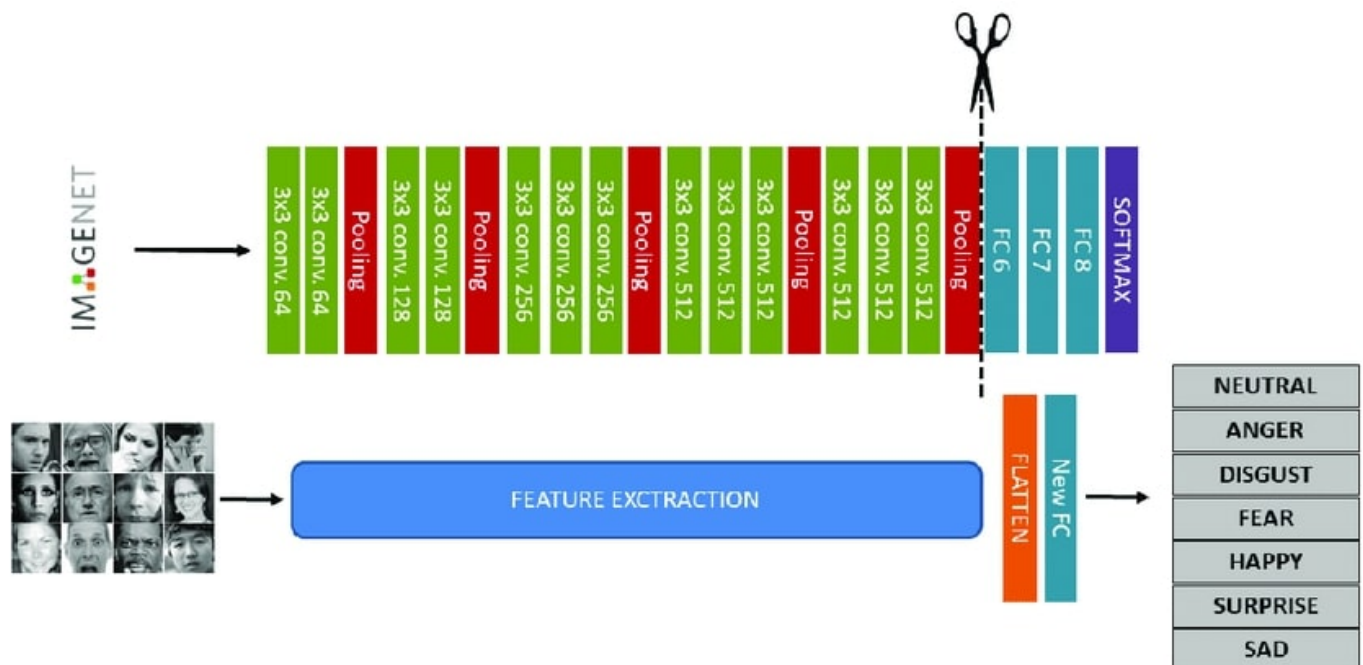 IMAGENET
3x3 conv. 64
3x3 conv. 64
Pooling
3x3 conv. 128
3x3 conv. 128
Pooling
3x3 conv. 256
3x3 conv. 256
3x3 conv. 256
Pooling
3x3 conv. 512
3x3 conv. 512
3x3 conv. 512
Pooling
3x3 conv. 512
3x3 conv. 512
3x3 conv. 512
Pooling
FC 6
FC 7
FC 8
SOFTMAX
FEATURE EXCTRACTION
FLATTEN
New FC
NEUTRAL
ANGER
DISGUST
FEAR
HAPPY
SURPRISE
SAD